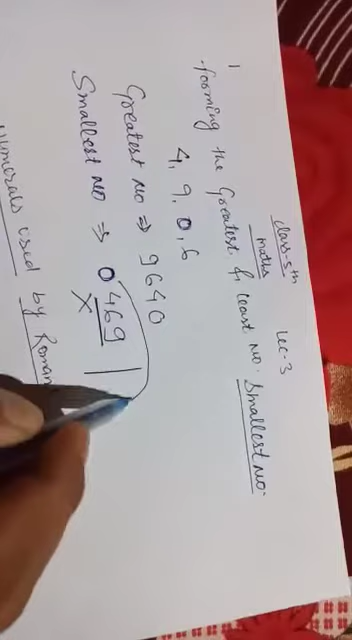 Class-5th Lec-3
maths
forming the Greatest & least no. Smallest no.
4, 9, 0, 6
Greatest no ⇒ 9640
Smallest no ⇒ 0469
X
Numerals used by Roman